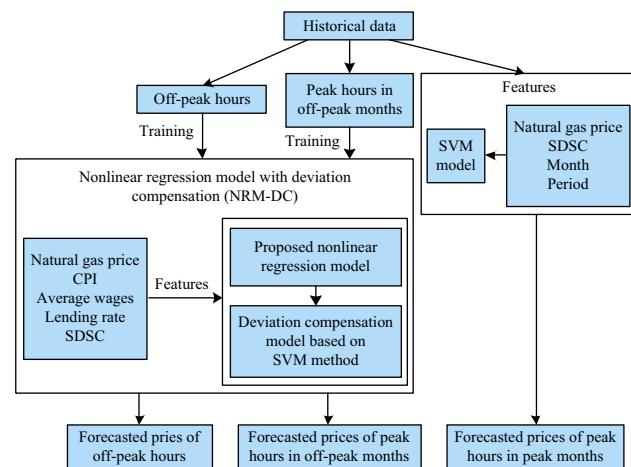 Historical data
Off-peak hours
Peak hours in
off-peak months
Features
Training
Training
SVM
model
Natural gas price
SDSC
Month
Period
Nonlinear regression model with deviation
compensation (NRM-DC)
Natural gas price
CPI
Average wages
Lending rate
SDSC
Features
Proposed nonlinear
regression model
Deviation compensation
model based on
SVM method
Forecasted pries of
off-peak hours
Forecasted prices of peak
hours in off-peak months
Forecasted prices of peak
hours in peak months